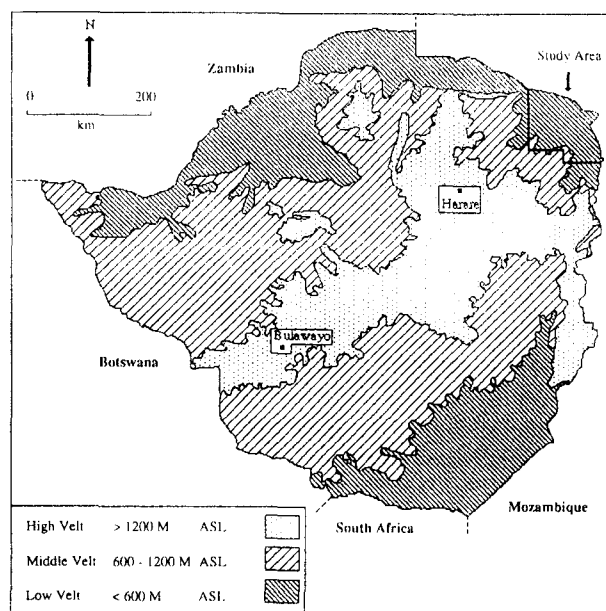 N
Zambia
Study Area
0 200
km
Harare
Bulawayo
Botswana
Mozambique
South Africa
High Velt > 1200 M ASL
Middle Velt 600 - 1200 M ASL
Low Velt < 600 M ASL